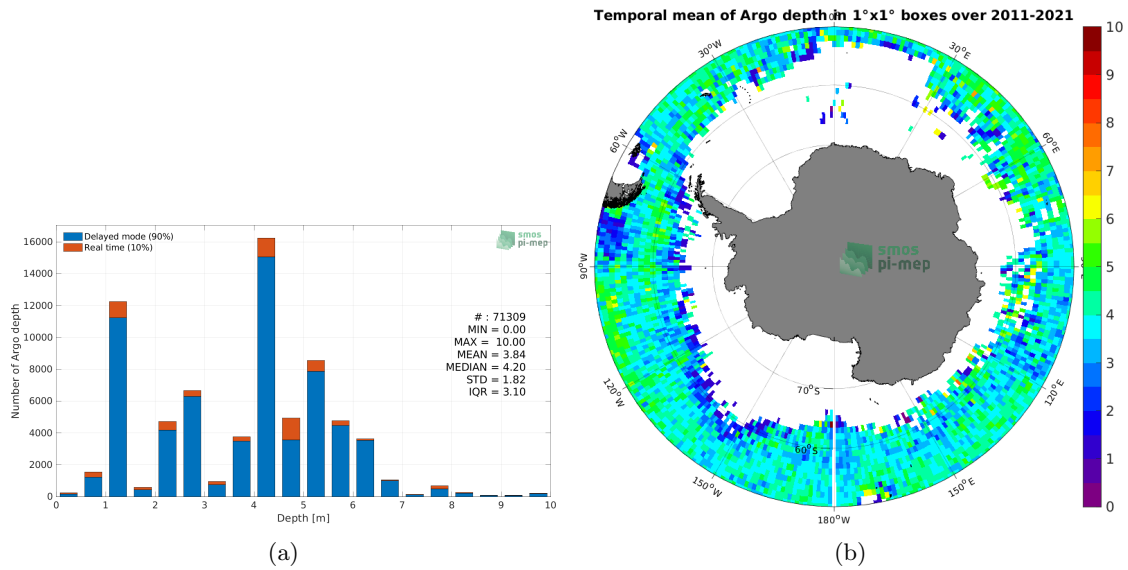 Delayed mode (90%)
Real time (10%)
smos
pi-mep
# : 71309
MIN = 0.00
MAX = 10.00
MEAN = 3.84
MEDIAN = 4.20
STD = 1.82
IQR = 3.10
Number of Argo depth
16000
14000
12000
10000
8000
6000
4000
2000
0
0 1 2 3 4 5 6 7 8 9 10
Depth [m]
(a)
Temporal mean of Argo depth in 1°x1° boxes over 2011-2021
30°W
30°E
60°W
60°E
90°W
120°W
120°E
150°W
150°E
180°W
70°S
60°S
smos
pi-mep
10
9
8
7
6
5
4
3
2
1
0
(b)